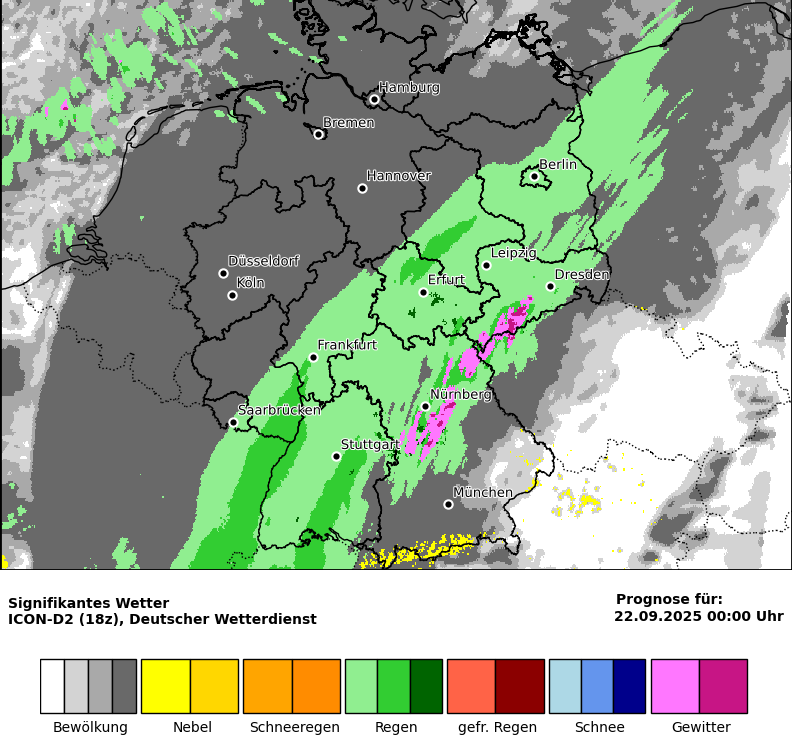 Hamburg
Bremen
Berlin
Hannover
Leipzig
Düsseldorf
Dresden
Köln
Erfurt
Frankfurt
Nürnberg
Saarbrücken
Stuttgart
München
Signifikantes Wetter
ICON-D2 (18z), Deutscher Wetterdienst
Prognose für:
22.09.2025 00:00 Uhr
Bewölkung
Nebel
Schneeregen
Regen
gefr. Regen
Schnee
Gewitter